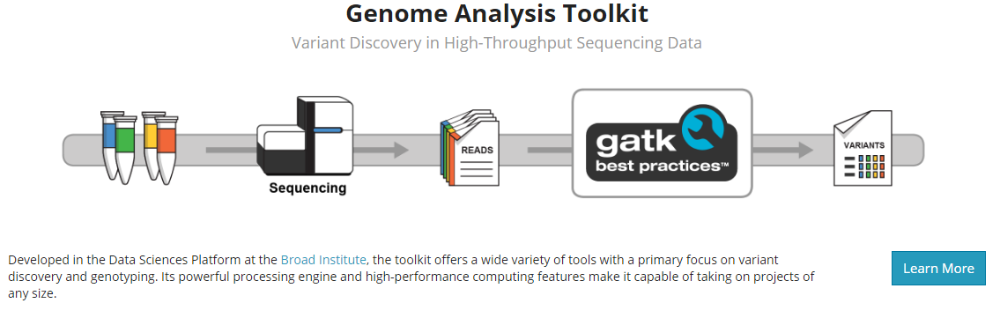 Genome Analysis Toolkit
Variant Discovery in High-Throughput Sequencing Data
READS
gatk
best practices™
VARIANTS
Sequencing
Developed in the Data Sciences Platform at the Broad Institute, the toolkit offers a wide variety of tools with a primary focus on variant
discovery and genotyping. Its powerful processing engine and high-performance computing features make it capable of taking on projects of
any size.
Learn More